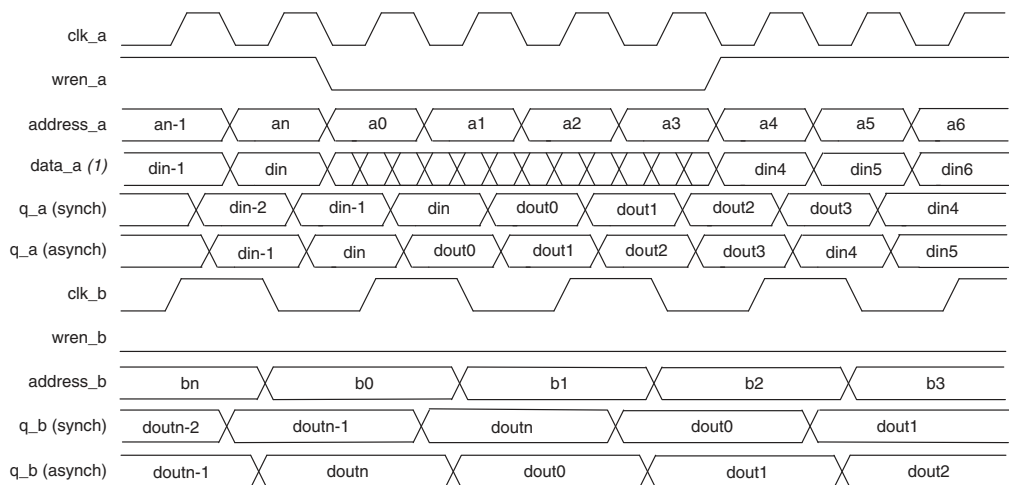 clk_a
wren_a
address_a an-1 an a0 a1 a2 a3 a4 a5 a6
data_a (1) din-1 din din4 din5 din6
q_a (synch) din-2 din-1 din dout0 dout1 dout2 dout3 din4
q_a (asynch) din-1 din dout0 dout1 dout2 dout3 din4 din5
clk_b
wren_b
address_b bn b0 b1 b2 b3
q_b (synch) doutn-2 doutn-1 doutn dout0 dout1
q_b (asynch) doutn-1 doutn dout0 dout1 dout2